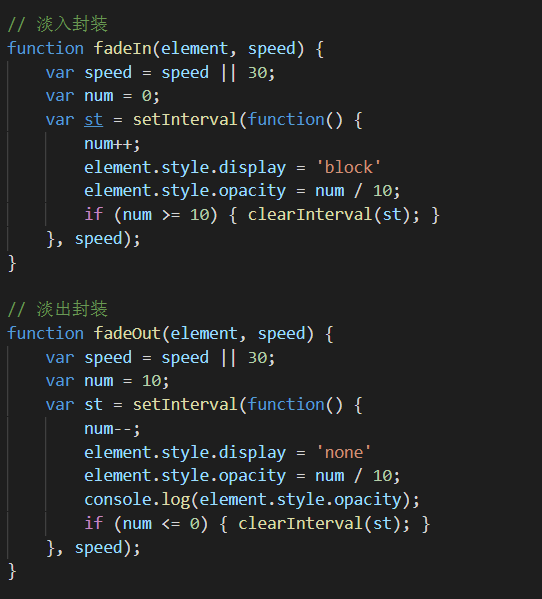 // 淡入封装
function fadeIn(element, speed) {
    var speed = speed || 30;
    var num = 0;
    var st = setInterval(function() {
        num++;
        element.style.display = 'block'
        element.style.opacity = num / 10;
        if (num >= 10) { clearInterval(st); }
    }, speed);
}

// 淡出封装
function fadeOut(element, speed) {
    var speed = speed || 30;
    var num = 10;
    var st = setInterval(function() {
        num--;
        element.style.display = 'none'
        element.style.opacity = num / 10;
        console.log(element.style.opacity);
        if (num <= 0) { clearInterval(st); }
    }, speed);
}